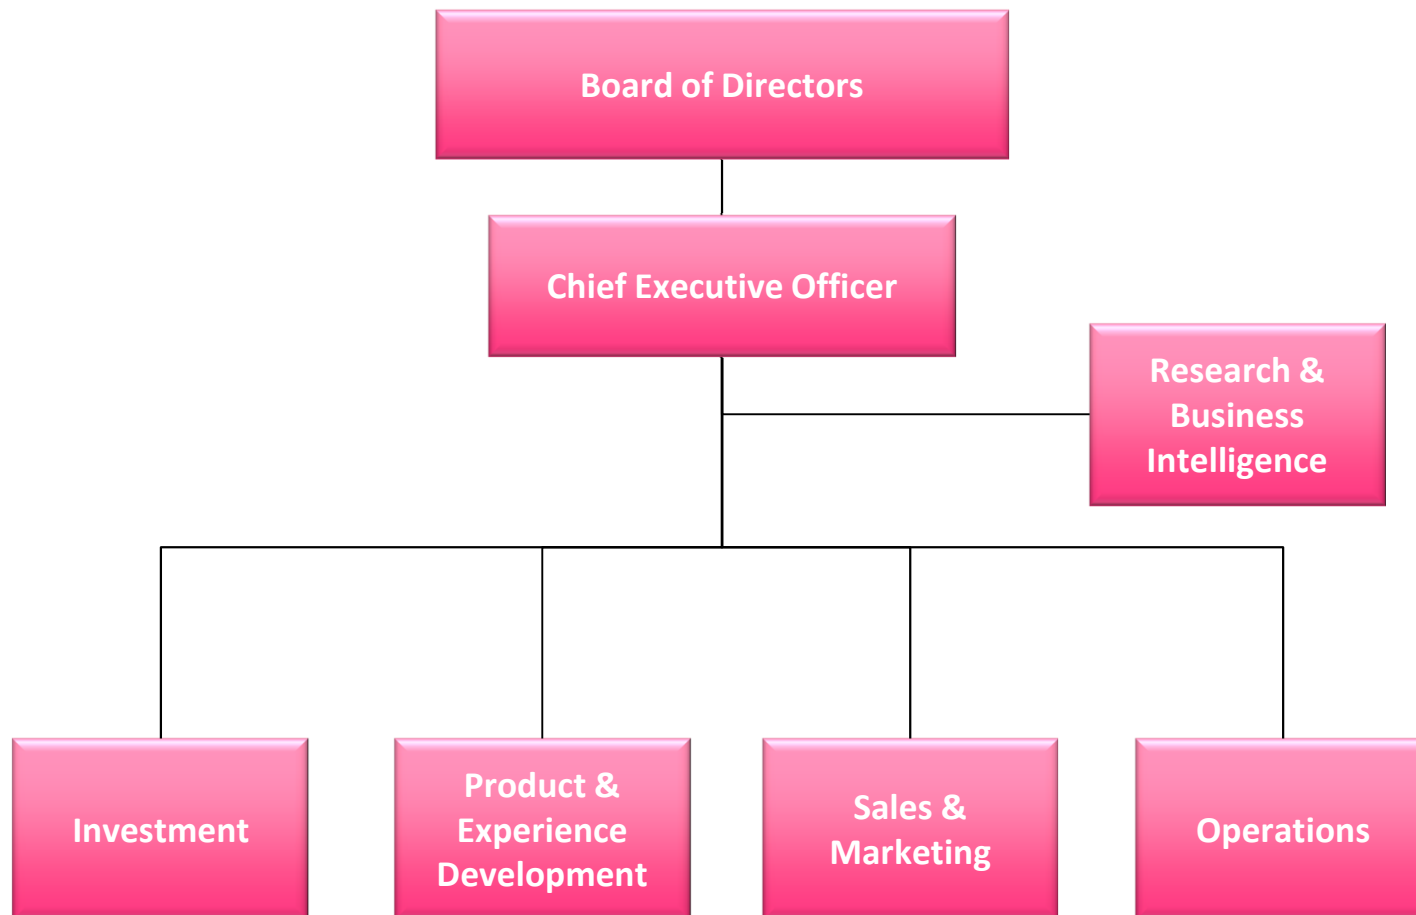 Board of Directors
Chief Executive Officer
Research &
Business
Intelligence
Investment
Product &
Experience
Development
Sales &
Marketing
Operations